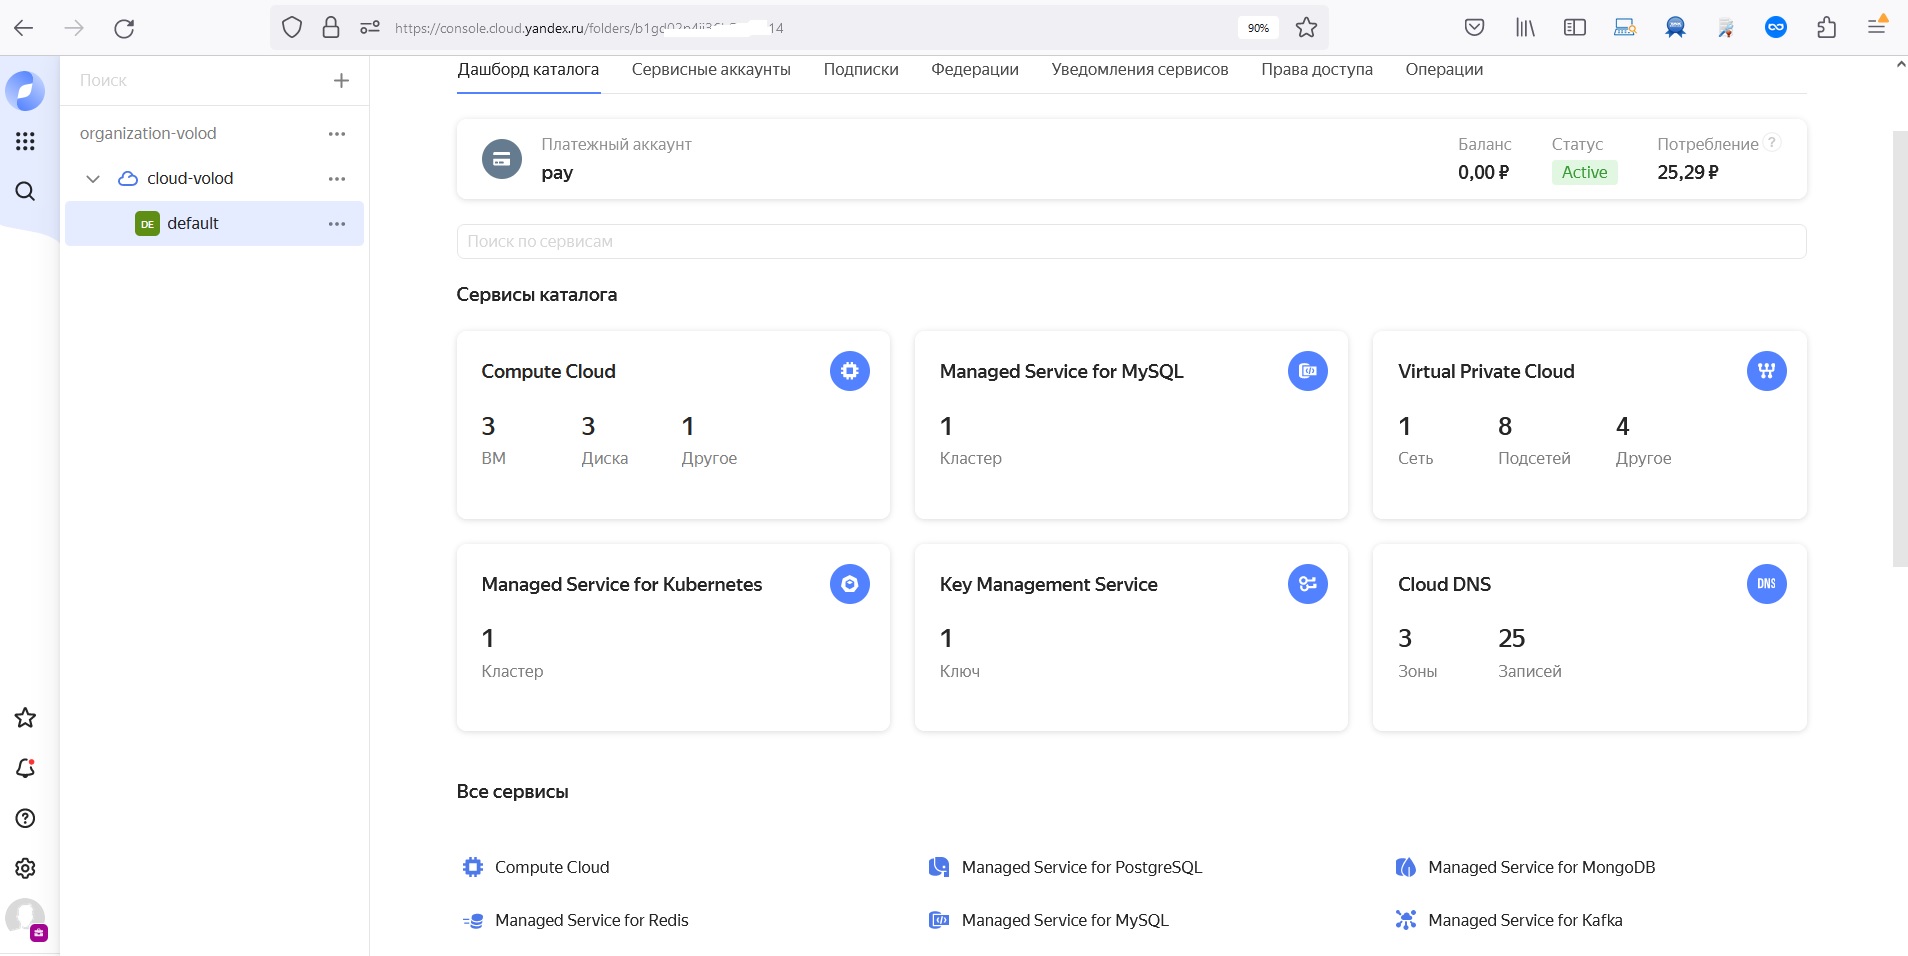 https://console.cloud.yandex.ru/folders/
14
90%
Поиск
organization-volod
cloud-volod
DE default
Дашборд каталога Сервисные аккаунты Подписки Федерации Уведомления сервисов Права доступа Операции
Платежный аккаунт
pay
Баланс
0,00 ₽
Статус
Active
Потребление ?
25,29 ₽
Поиск по сервисам
Сервисы каталога
Compute Cloud
3 3 1
ВМ Диска Другое
Managed Service for MySQL
1
Кластер
Virtual Private Cloud
1 8 4
Сеть Подсетей Другое
Managed Service for Kubernetes
1
Кластер
Key Management Service
1
Ключ
Cloud DNS
DNS
3 25
Зоны Записей
Все сервисы
Compute Cloud Managed Service for PostgreSQL Managed Service for MongoDB
Managed Service for Redis Managed Service for MySQL Managed Service for Kafka